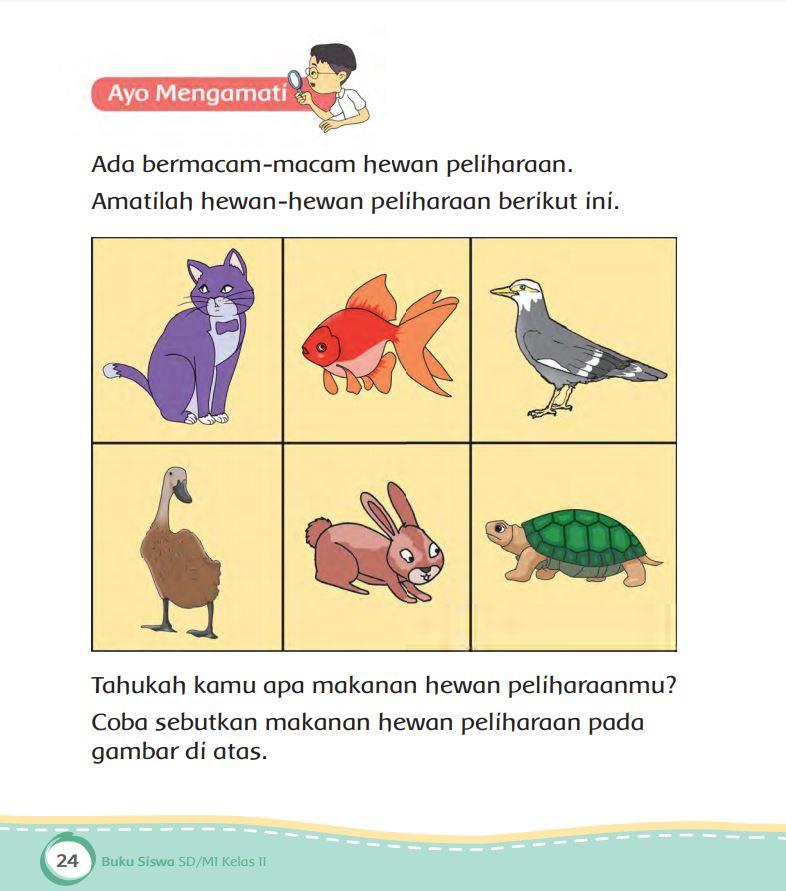 Ayo Mengamati
Ada bermacam-macam hewan peliharaan.
Amatilah hewan-hewan peliharaan berikut ini.
Tahukah kamu apa makanan hewan peliharaanmu?
Coba sebutkan makanan hewan peliharaan pada
gambar di atas.
24 Buku Siswa SD/MI Kelas II